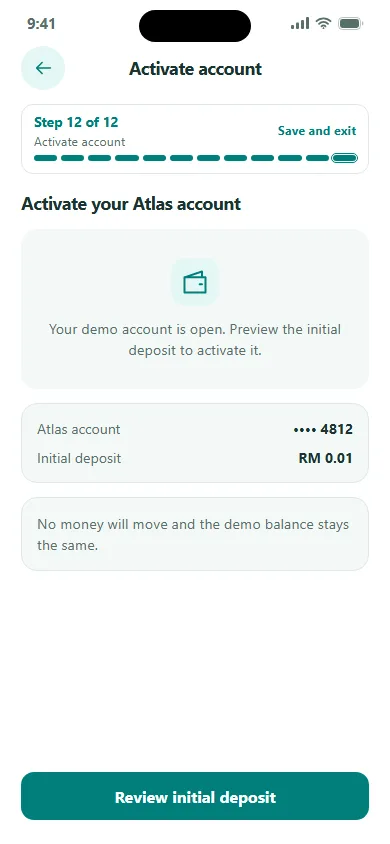 9:41
Activate account
Step 12 of 12
Save and exit
Activate account
Activate your Atlas account
Your demo account is open. Preview the initial
deposit to activate it.
Atlas account •••• 4812
Initial deposit RM 0.01
No money will move and the demo balance stays
the same.
Review initial deposit